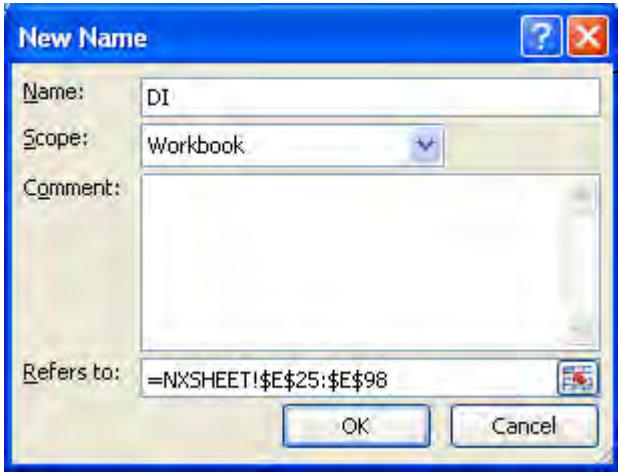 New Name
Name: DI
Scope: Workbook
Comment:
Refers to: =NXSHEET!$E$25:$E$98
OK Cancel